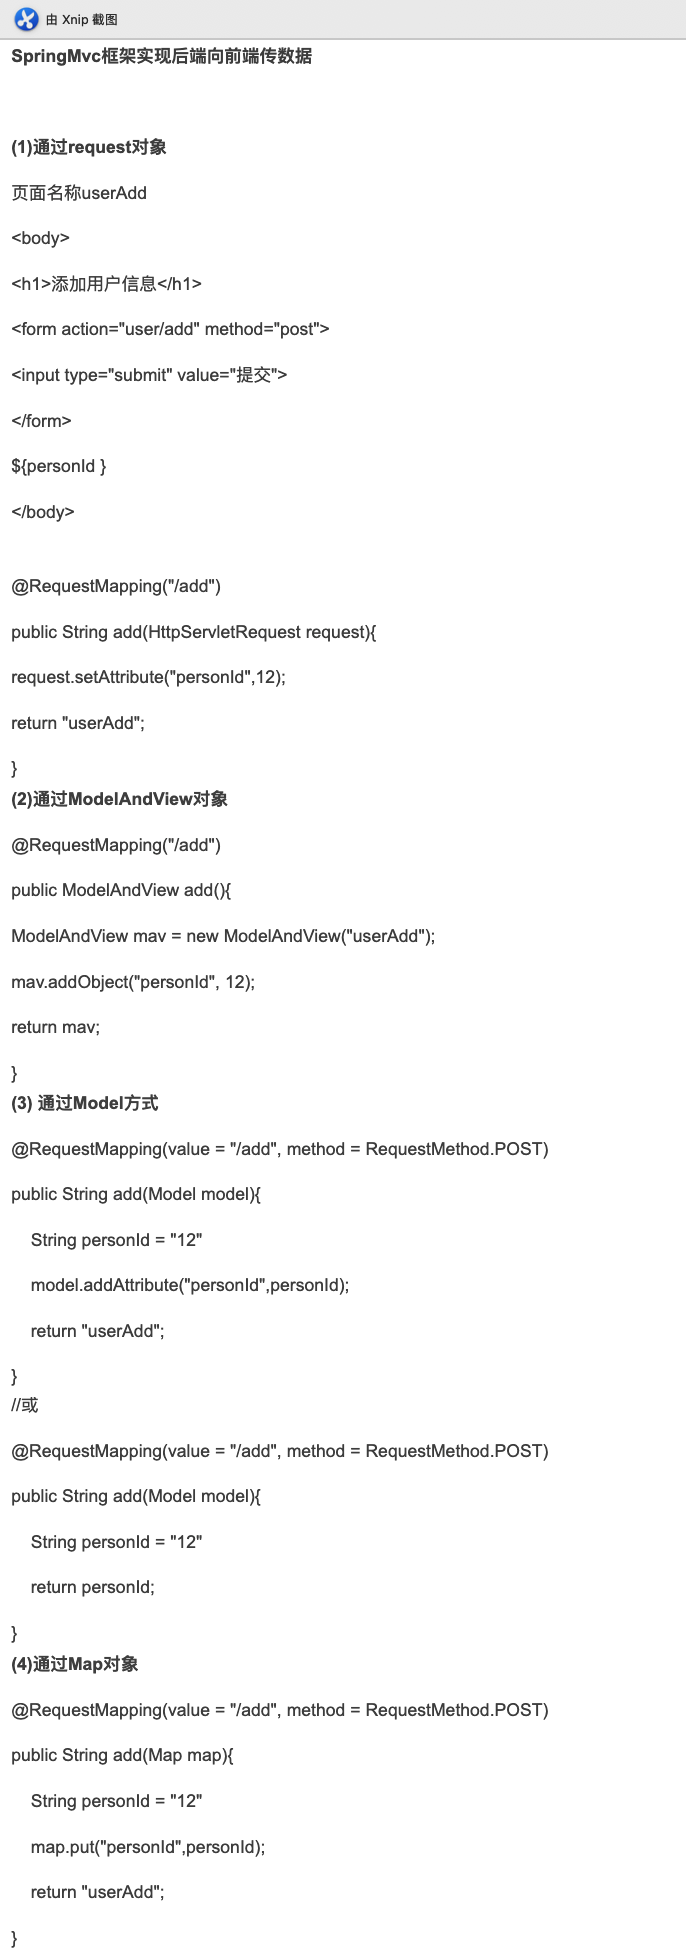 由 Xnip 截图
SpringMvc框架实现后端向前端传数据
(1)通过request对象
页面名称userAdd
<body>
<h1>添加用户信息</h1>
<form action="user/add" method="post">
<input type="submit" value="提交">
</form>
${personId }
</body>
@RequestMapping("/add")
public String add(HttpServletRequest request){
request.setAttribute("personId",12);
return "userAdd";
}
(2)通过ModelAndView对象
@RequestMapping("/add")
public ModelAndView add(){
ModelAndView mav = new ModelAndView("userAdd");
mav.addObject("personId", 12);
return mav;
}
(3) 通过Model方式
@RequestMapping(value = "/add", method = RequestMethod.POST)
public String add(Model model){
String personId = "12"
model.addAttribute("personId",personId);
return "userAdd";
}
//或
@RequestMapping(value = "/add", method = RequestMethod.POST)
public String add(Model model){
String personId = "12"
return personId;
}
(4)通过Map对象
@RequestMapping(value = "/add", method = RequestMethod.POST)
public String add(Map map){
String personId = "12"
map.put("personId",personId);
return "userAdd";
}